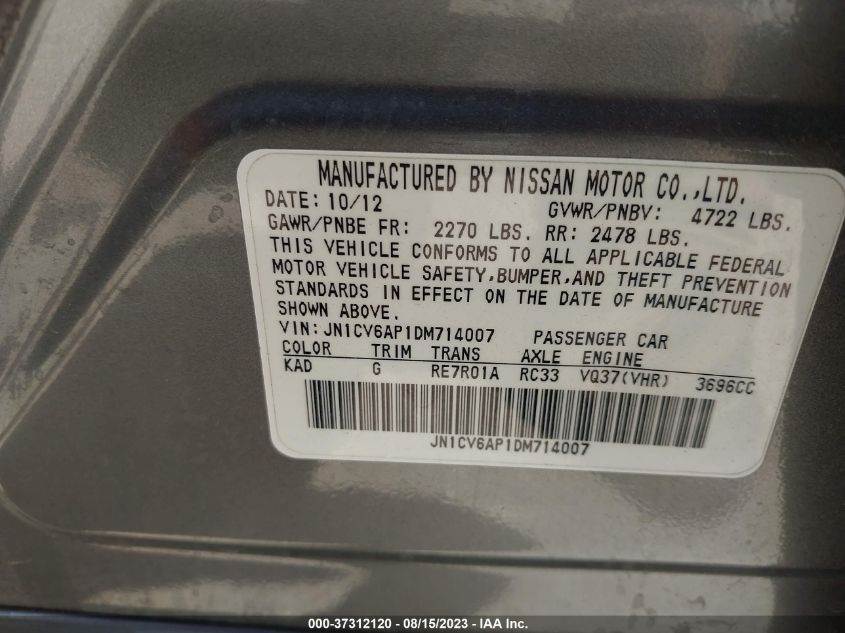 MANUFACTURED BY NISSAN MOTOR CO.,LTD.
DATE: 10/12 GVWR/PNBV: 4722 LBS.
GAWR/PNBE FR: 2270 LBS. RR: 2478 LBS.
THIS VEHICLE CONFORMS TO ALL APPLICABLE FEDERAL
MOTOR VEHICLE SAFETY,BUMPER,AND THEFT PREVENTION
STANDARDS IN EFFECT ON THE DATE OF MANUFACTURE
SHOWN ABOVE.
VIN:JN1CV6AP1DM714007 PASSENGER CAR
COLOR TRIM TRANS AXLE ENGINE
KAD G RE7R01A RC33 VQ37(VHR) 3696CC
JN1CV6AP1DM714007
000-37312120 - 08/15/2023 - IAA Inc.